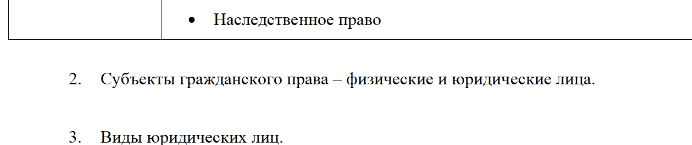 • Наследственное право
2. Субъекты гражданского права – физические и юридические лица.
3. Виды юридических лиц.